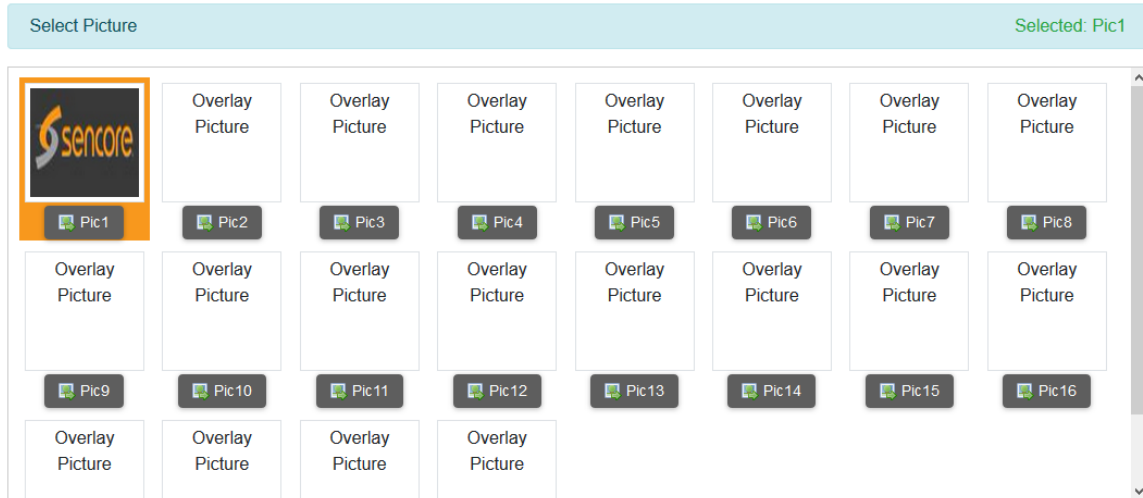 Select Picture
Selected: Pic1
sencore
Overlay
Picture
Overlay
Picture
Overlay
Picture
Overlay
Picture
Overlay
Picture
Overlay
Picture
Overlay
Picture
Pic1
Pic2
Pic3
Pic4
Pic5
Pic6
Pic7
Pic8
Overlay
Picture
Overlay
Picture
Overlay
Picture
Overlay
Picture
Overlay
Picture
Overlay
Picture
Overlay
Picture
Overlay
Picture
Pic9
Pic10
Pic11
Pic12
Pic13
Pic14
Pic15
Pic16
Overlay
Picture
Overlay
Picture
Overlay
Picture
Overlay
Picture